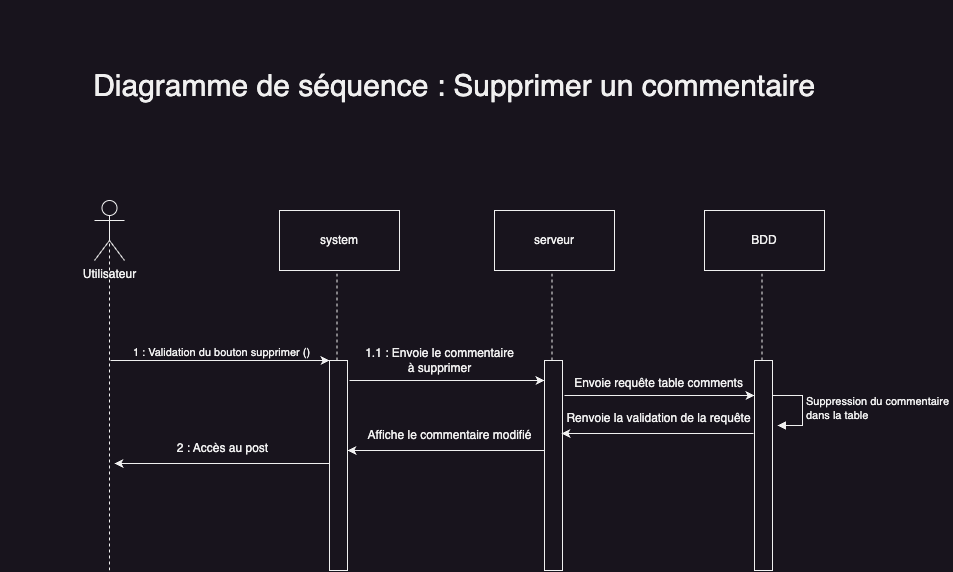 Diagramme de séquence : Supprimer un commentaire
system
serveur
BDD
Utilisateur
1 : Validation du bouton supprimer ()
1.1 : Envoie le commentaire
à supprimer
Envoie requête table comments
Suppression du commentaire
dans la table
Renvoie la validation de la requête
Affiche le commentaire modifié
2 : Accès au post